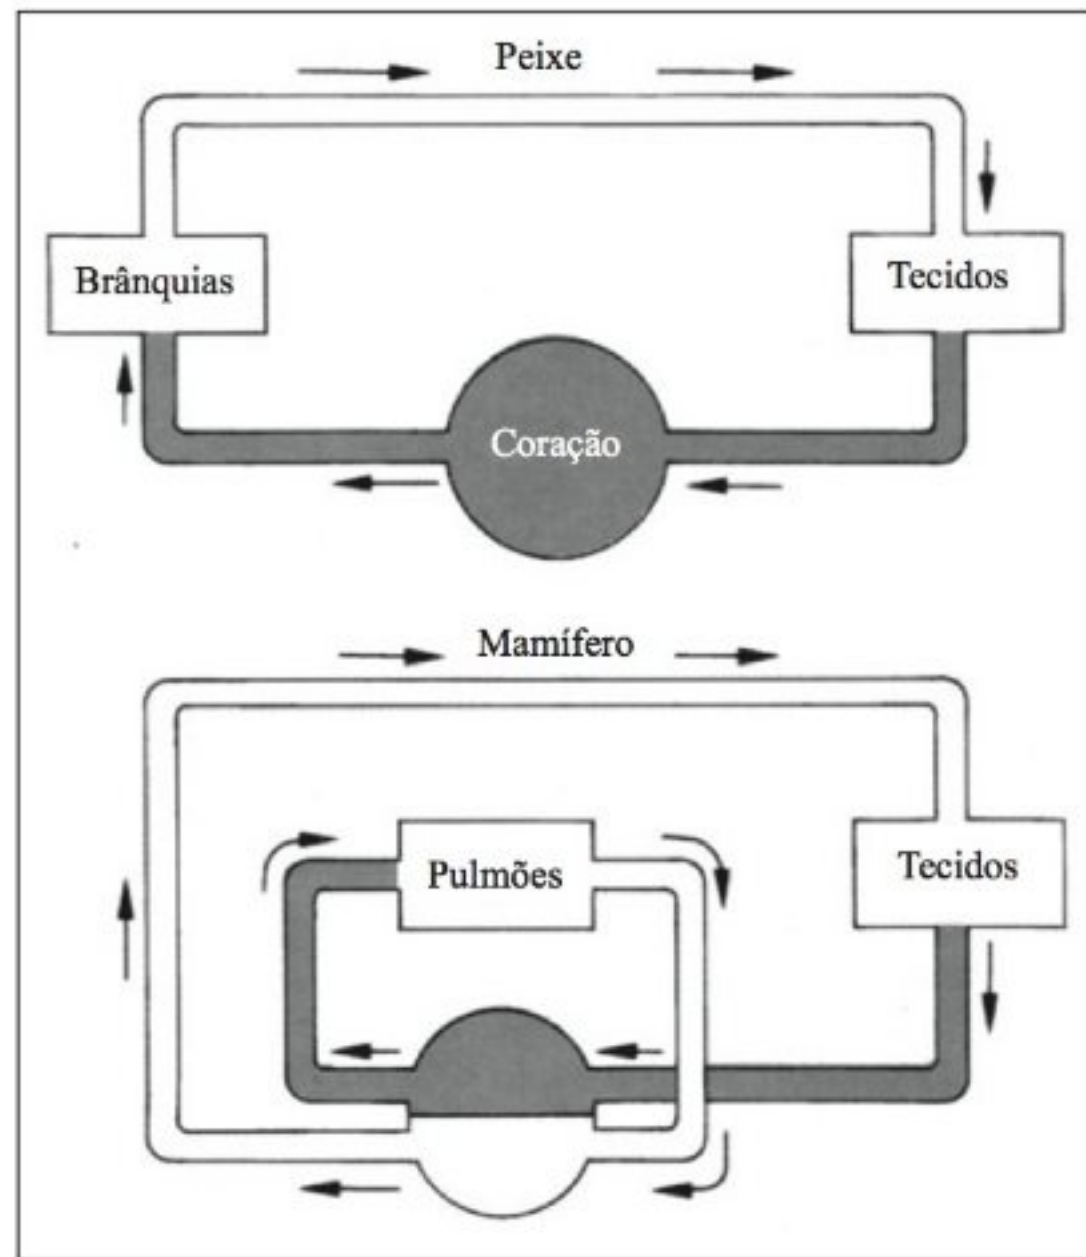 Peixe
Brânquias
Tecidos
Coração
Mamífero
Pulmões
Tecidos